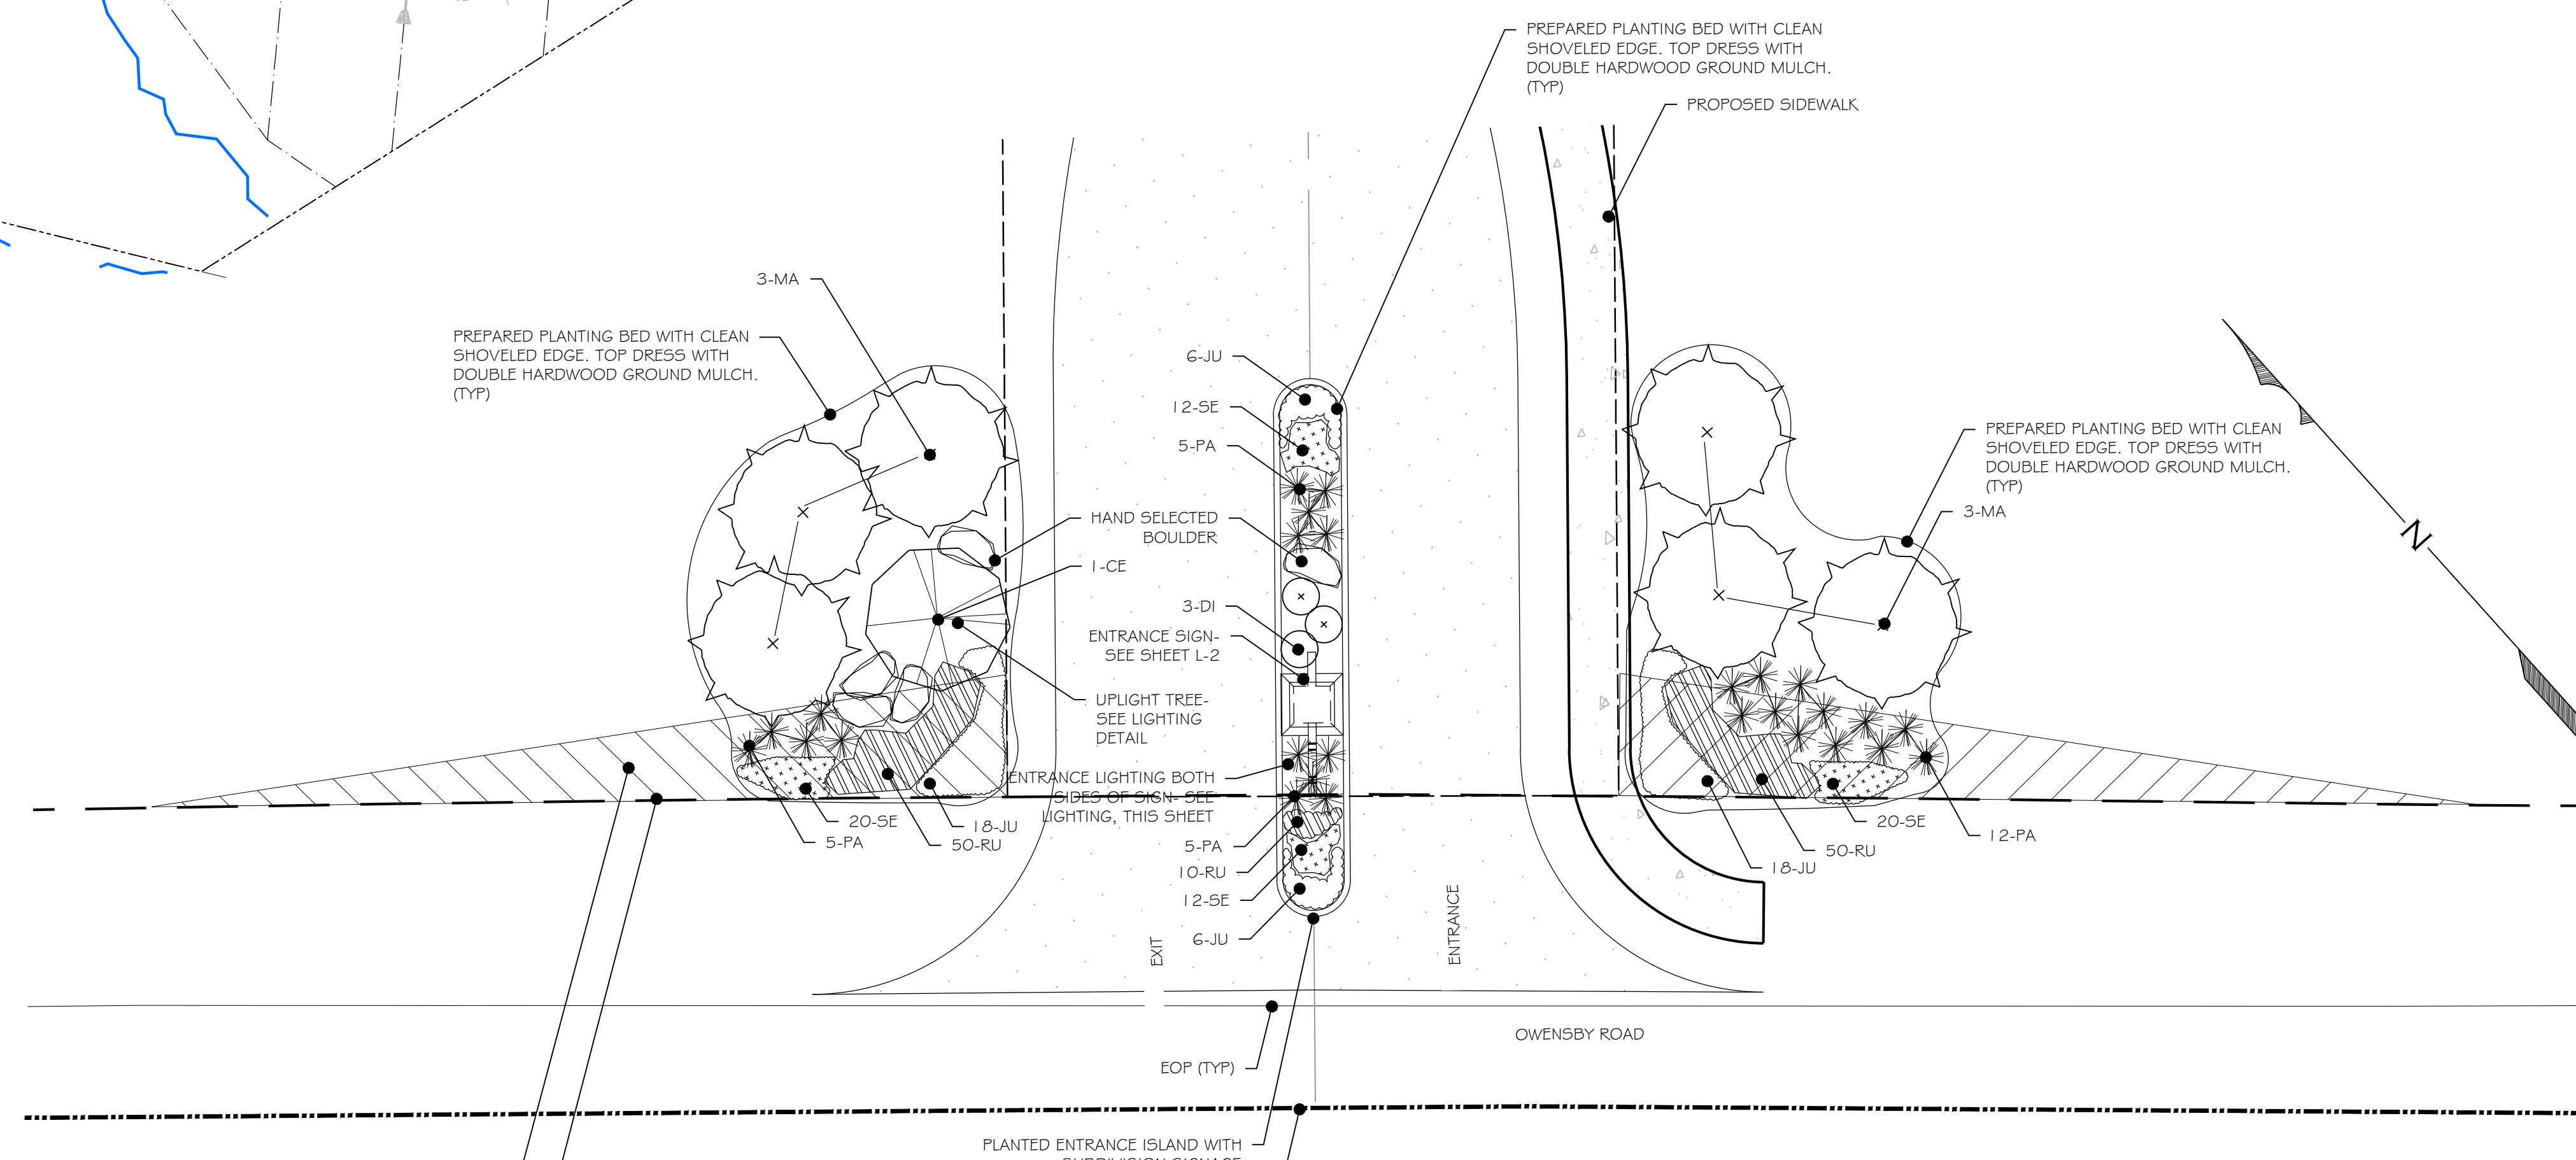 PREPARED PLANTING BED WITH CLEAN
SHOVELED EDGE. TOP DRESS WITH
DOUBLE HARDWOOD GROUND MULCH.
(TYP)
PROPOSED SIDEWALK
3-MA
PREPARED PLANTING BED WITH CLEAN
SHOVELED EDGE. TOP DRESS WITH
DOUBLE HARDWOOD GROUND MULCH.
(TYP)
6-JU
12-SE
5-PA
PREPARED PLANTING BED WITH CLEAN
SHOVELED EDGE. TOP DRESS WITH
DOUBLE HARDWOOD GROUND MULCH.
(TYP)
3-MA
N
HAND SELECTED
BOULDER
1-CE
3-DI
ENTRANCE SIGN-
SEE SHEET L-2
UPLIGHT TREE-
SEE LIGHTING
DETAIL
ENTRANCE LIGHTING BOTH
SIDES OF SIGN- SEE
LIGHTING, THIS SHEET
20-SE
5-PA
18-JU
50-RU
5-PA
10-RU
12-SE
6-JU
20-SE
12-PA
50-RU
18-JU
EXIT
ENTRANCE
OWENSBY ROAD
EOP (TYP)
PLANTED ENTRANCE ISLAND WITH
SUBDIVISION SIGNAGE